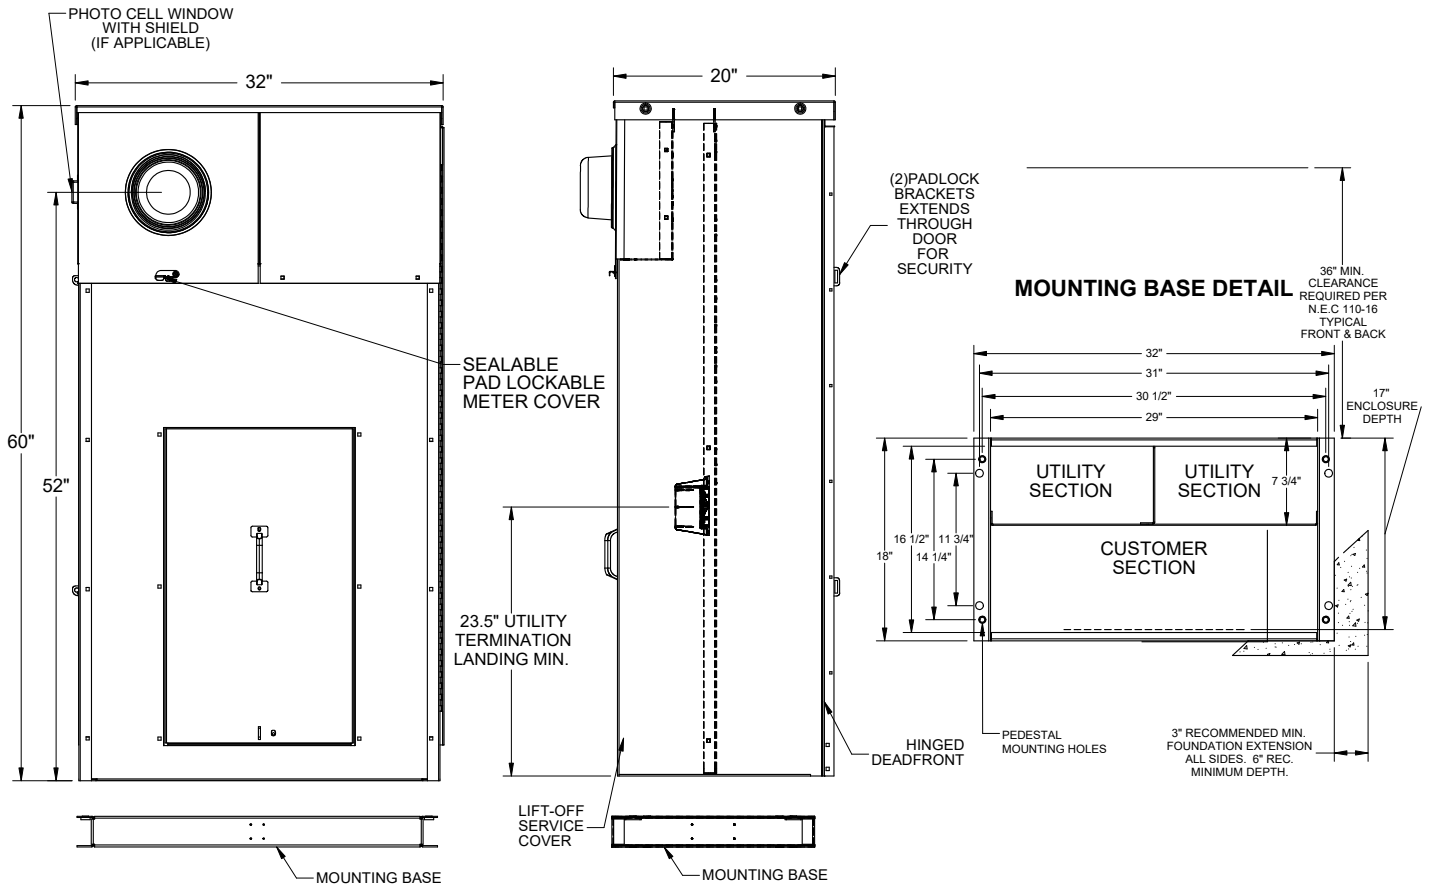 PHOTO CELL WINDOW
WITH SHIELD
(IF APPLICABLE)
32"
60"
52"
SEALABLE
PAD LOCKABLE
METER COVER
MOUNTING BASE
20"
(2)PADLOCK
BRACKETS
EXTENDS
THROUGH
DOOR
FOR
SECURITY
23.5" UTILITY
TERMINATION
LANDING MIN.
HINGED
DEADFRONT
LIFT-OFF
SERVICE
COVER
MOUNTING BASE
MOUNTING BASE DETAIL
36" MIN.
CLEARANCE
REQUIRED PER
N.E.C 110-16
TYPICAL
FRONT & BACK
32"
31"
30 1/2"
29"
17"
ENCLOSURE
DEPTH
UTILITY
SECTION
UTILITY
SECTION
7 3/4"
18"
16 1/2"
14 1/4"
11 3/4"
CUSTOMER
SECTION
PEDESTAL
MOUNTING HOLES
3" RECOMMENDED MIN.
FOUNDATION EXTENSION
ALL SIDES. 6" REC.
MINIMUM DEPTH.